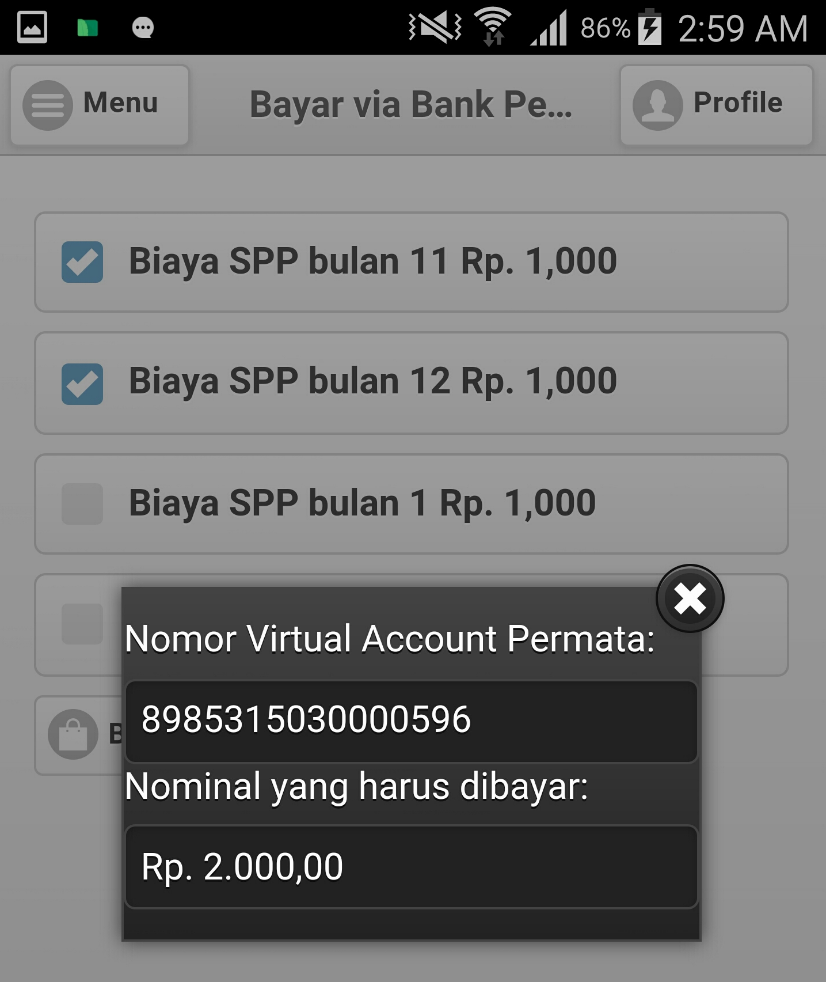 86% 2:59 AM
Menu Bayar via Bank Pe... Profile
Biaya SPP bulan 11 Rp. 1,000
Biaya SPP bulan 12 Rp. 1,000
Biaya SPP bulan 1 Rp. 1,000
Nomor Virtual Account Permata:
8985315030000596
Nominal yang harus dibayar:
Rp. 2.000,00